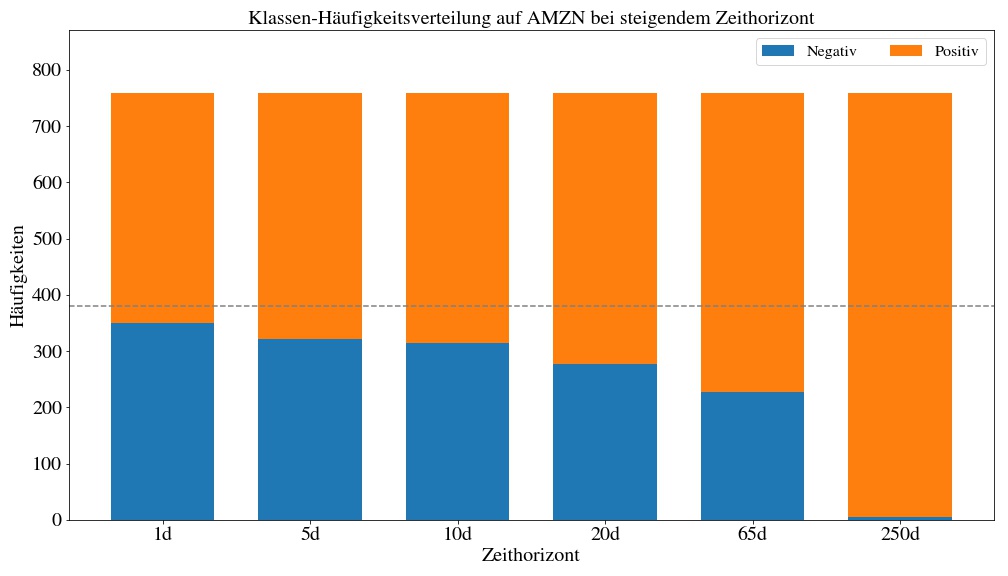 Klassen-Häufigkeitsverteilung auf AMZN bei steigendem Zeithorizont
Negativ Positiv
Häufigkeiten
800
700
600
500
400
300
200
100
0
1d 5d 10d 20d 65d 250d
Zeithorizont